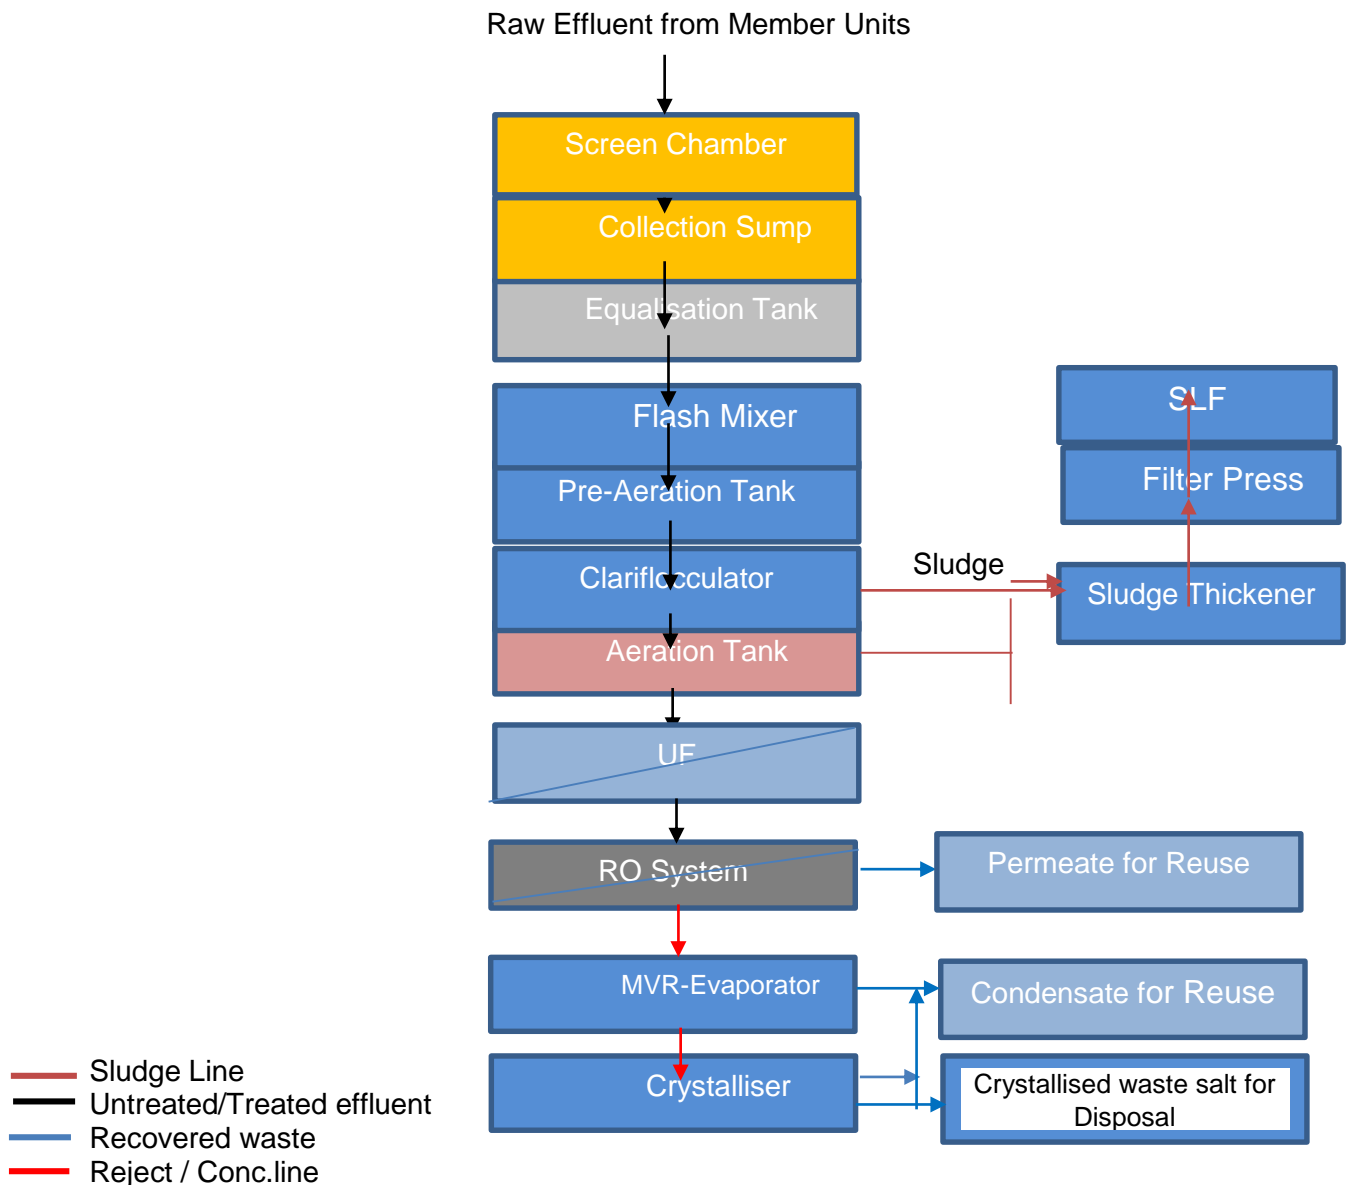 Raw Effluent from Member Units
Screen Chamber
Collection Sump
Equalisation Tank
Flash Mixer
Pre-Aeration Tank
Clariflocculator
Aeration Tank
UF
RO System
MVR-Evaporator
Crystalliser
SLF
Filter Press
Sludge
Sludge Thickener
Permeate for Reuse
Condensate for Reuse
Crystallised waste salt for
Disposal
Sludge Line
Untreated/Treated effluent
Recovered waste
Reject / Conc.line